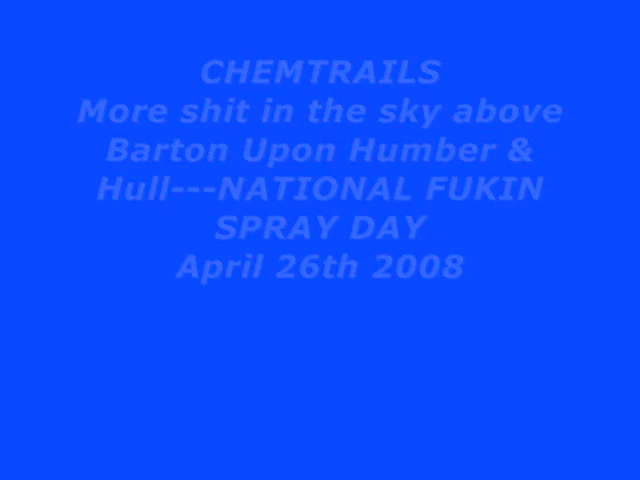 CHEMTRAILS
More shit in the sky above
Barton Upon Humber &
Hull---NATIONAL FUKIN
SPRAY DAY
April 26th 2008